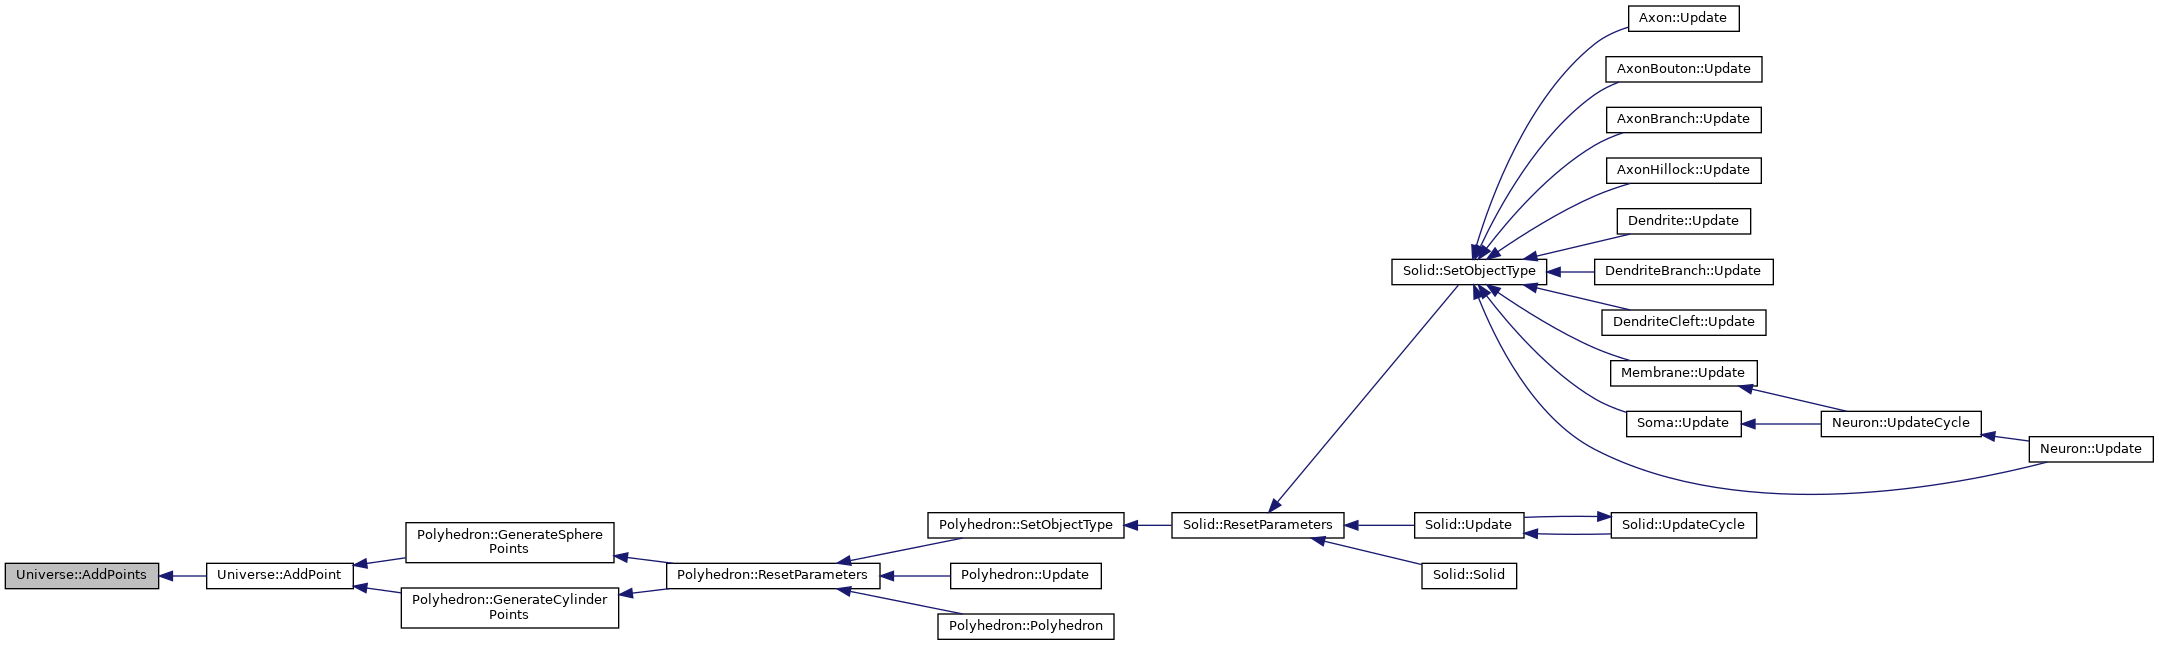 Axon::Update
AxonBouton::Update
AxonBranch::Update
AxonHillock::Update
Dendrite::Update
Solid::SetObjectType
DendriteBranch::Update
DendriteCleft::Update
Membrane::Update
Soma::Update
Neuron::UpdateCycle
Neuron::Update
Polyhedron::SetObjectType
Solid::ResetParameters
Solid::Update
Solid::UpdateCycle
Polyhedron::GenerateSphere
Points
Universe::AddPoints
Universe::AddPoint
Polyhedron::ResetParameters
Polyhedron::Update
Solid::Solid
Polyhedron::GenerateCylinder
Points
Polyhedron::Polyhedron